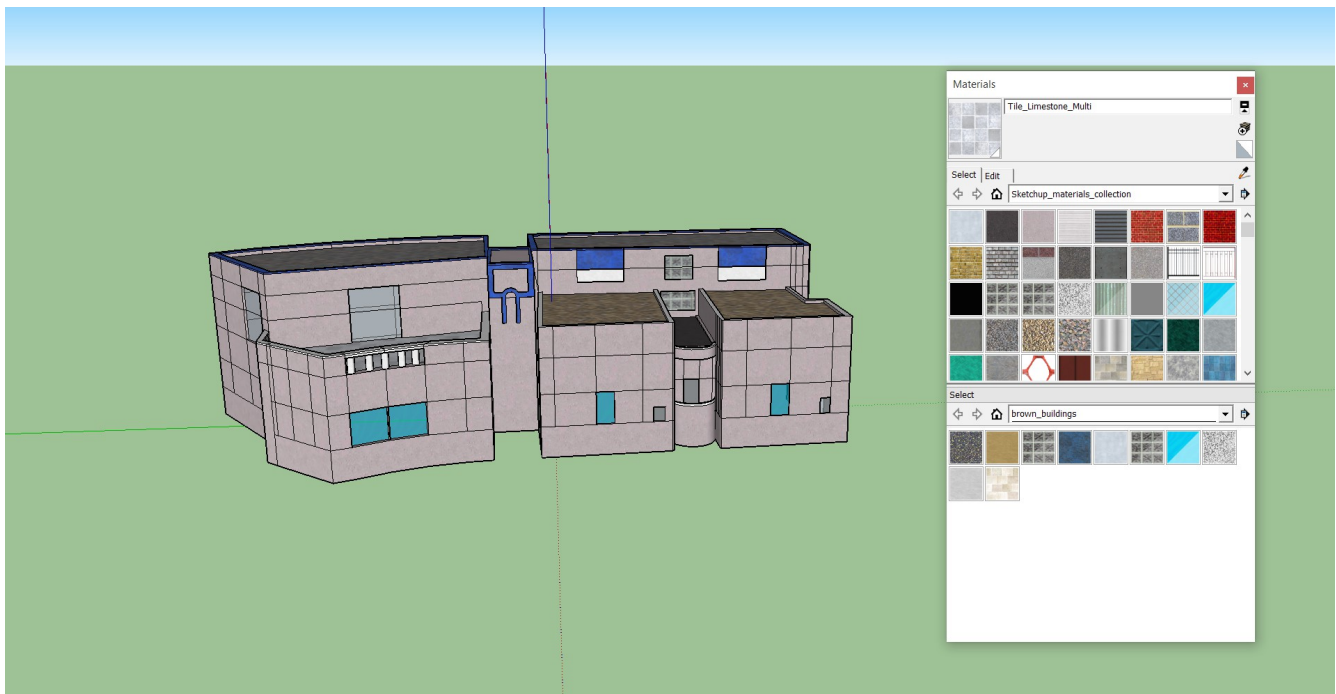 Materials
Tile_Limestone_Multi
Select Edit
Sketchup_materials_collection
Select
brown_buildings